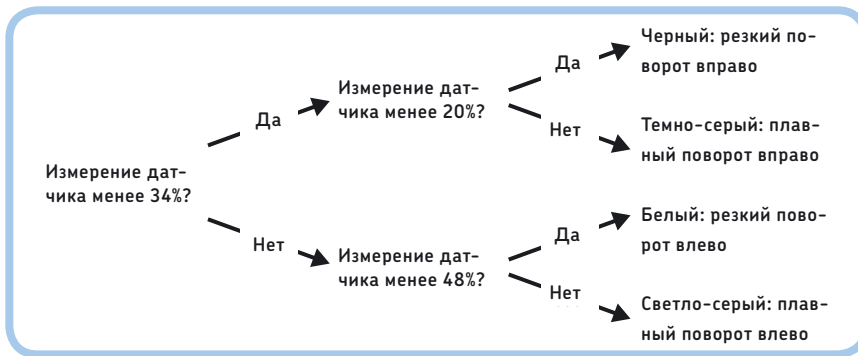 Измерение дат-
чика менее 34%?
Да
Нет
Измерение дат-
чика менее 20%?
Измерение дат-
чика менее 48%?
Да
Нет
Да
Нет
Черный: резкий по-
ворот вправо
Темно-серый: плав-
ный поворот вправо
Белый: резкий пово-
рот влево
Светло-серый: плав-
ный поворот влево